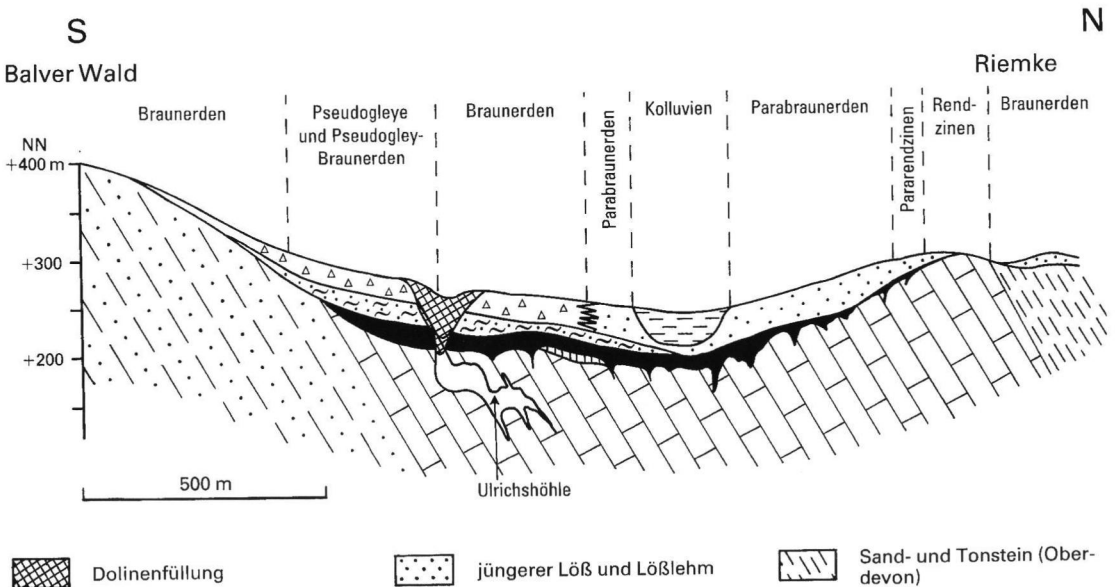 S
N
Balver Wald
Riemke
Braunerden
Pseudogleye
und Pseudogley-
Braunerden
Braunerden
Parabraunerden
Kolluvien
Parabraunerden
Pararendzinen
Rend-
zinen
Braunerden
NN
+400 m
+300
+200
500 m
Ulrichshöhle
Dolinenfüllung
jüngerer Löß und Lößlehm
Sand- und Tonstein (Ober-
devon)